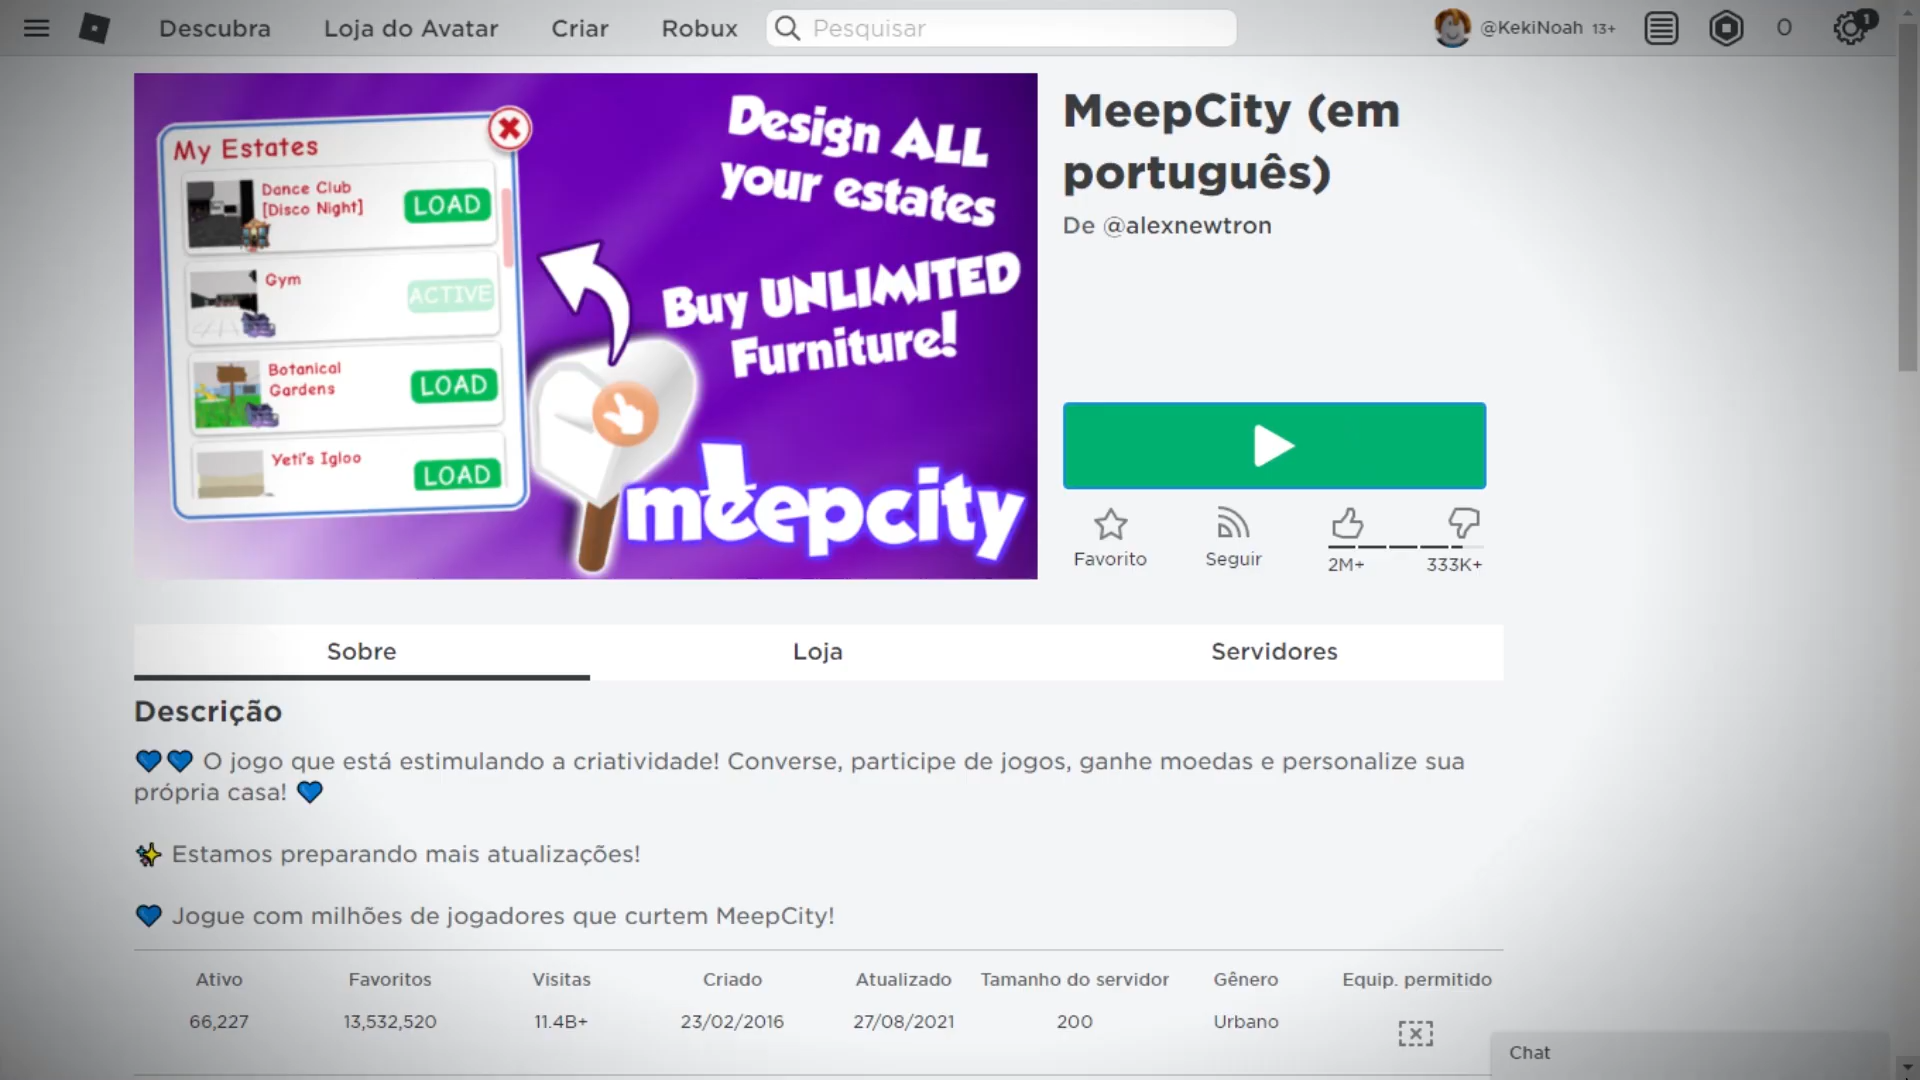 Descubra Loja do Avatar Criar Robux Pesquisar @KekiNoah 13+ 0 1
My Estates
Dance Club
[Disco Night]
LOAD
Gym
ACTIVE
Botanical
Gardens
LOAD
Yeti's Igloo
LOAD
Design ALL
your estates
Buy UNLIMITED
Furniture!
meepcity
MeepCity (em
português)
De @alexnewtron
Favorito Seguir 2M+ 333K+
Sobre Loja Servidores
Descrição
💙💙 O jogo que está estimulando a criatividade! Converse, participe de jogos, ganhe moedas e personalize sua
própria casa! 💙
✨ Estamos preparando mais atualizações!
💙 Jogue com milhões de jogadores que curtem MeepCity!
Ativo Favoritos Visitas Criado Atualizado Tamanho do servidor Gênero Equip. permitido
66,227 13,532,520 11.4B+ 23/02/2016 27/08/2021 200 Urbano
Chat